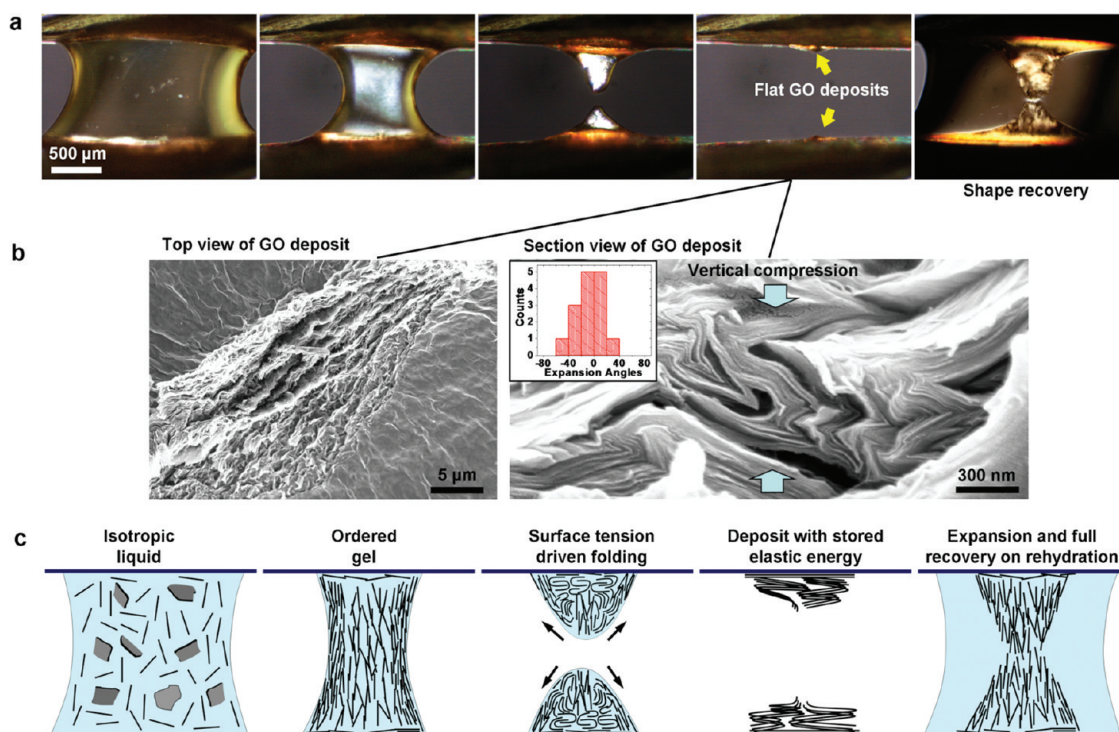 a
500 µm
Flat GO deposits
Shape recovery
b
Top view of GO deposit
5 µm
Section view of GO deposit
Counts
5
4
3
2
1
0
-80 -40 0 40 80
Expansion Angles
Vertical compression
300 nm
c
Isotropic
liquid
Ordered
gel
Surface tension
driven folding
Deposit with stored
elastic energy
Expansion and full
recovery on rehydration